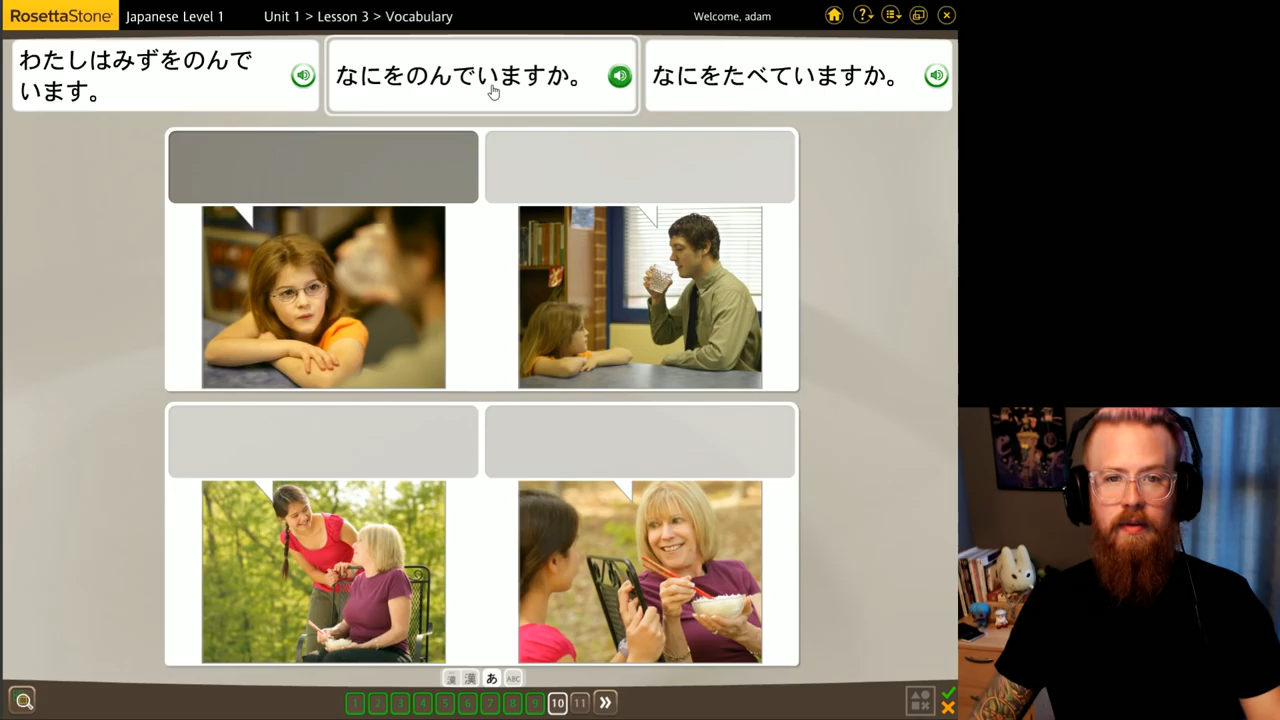 RosettaStone
Japanese Level 1
Unit 1 > Lesson 3 > Vocabulary
Welcome, adam
わたしはみずをのんで
います。
なにをのんでいますか。
なにをたべていますか。
漢 漢 あ ABC
1 2 3 4 5 6 7 8 9 10 11